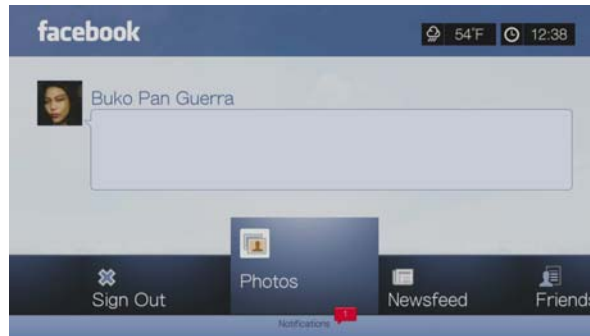 facebook
54°F
12:38
Buko Pan Guerra
Sign Out
Photos
Newsfeed
Friends
Notifications
1